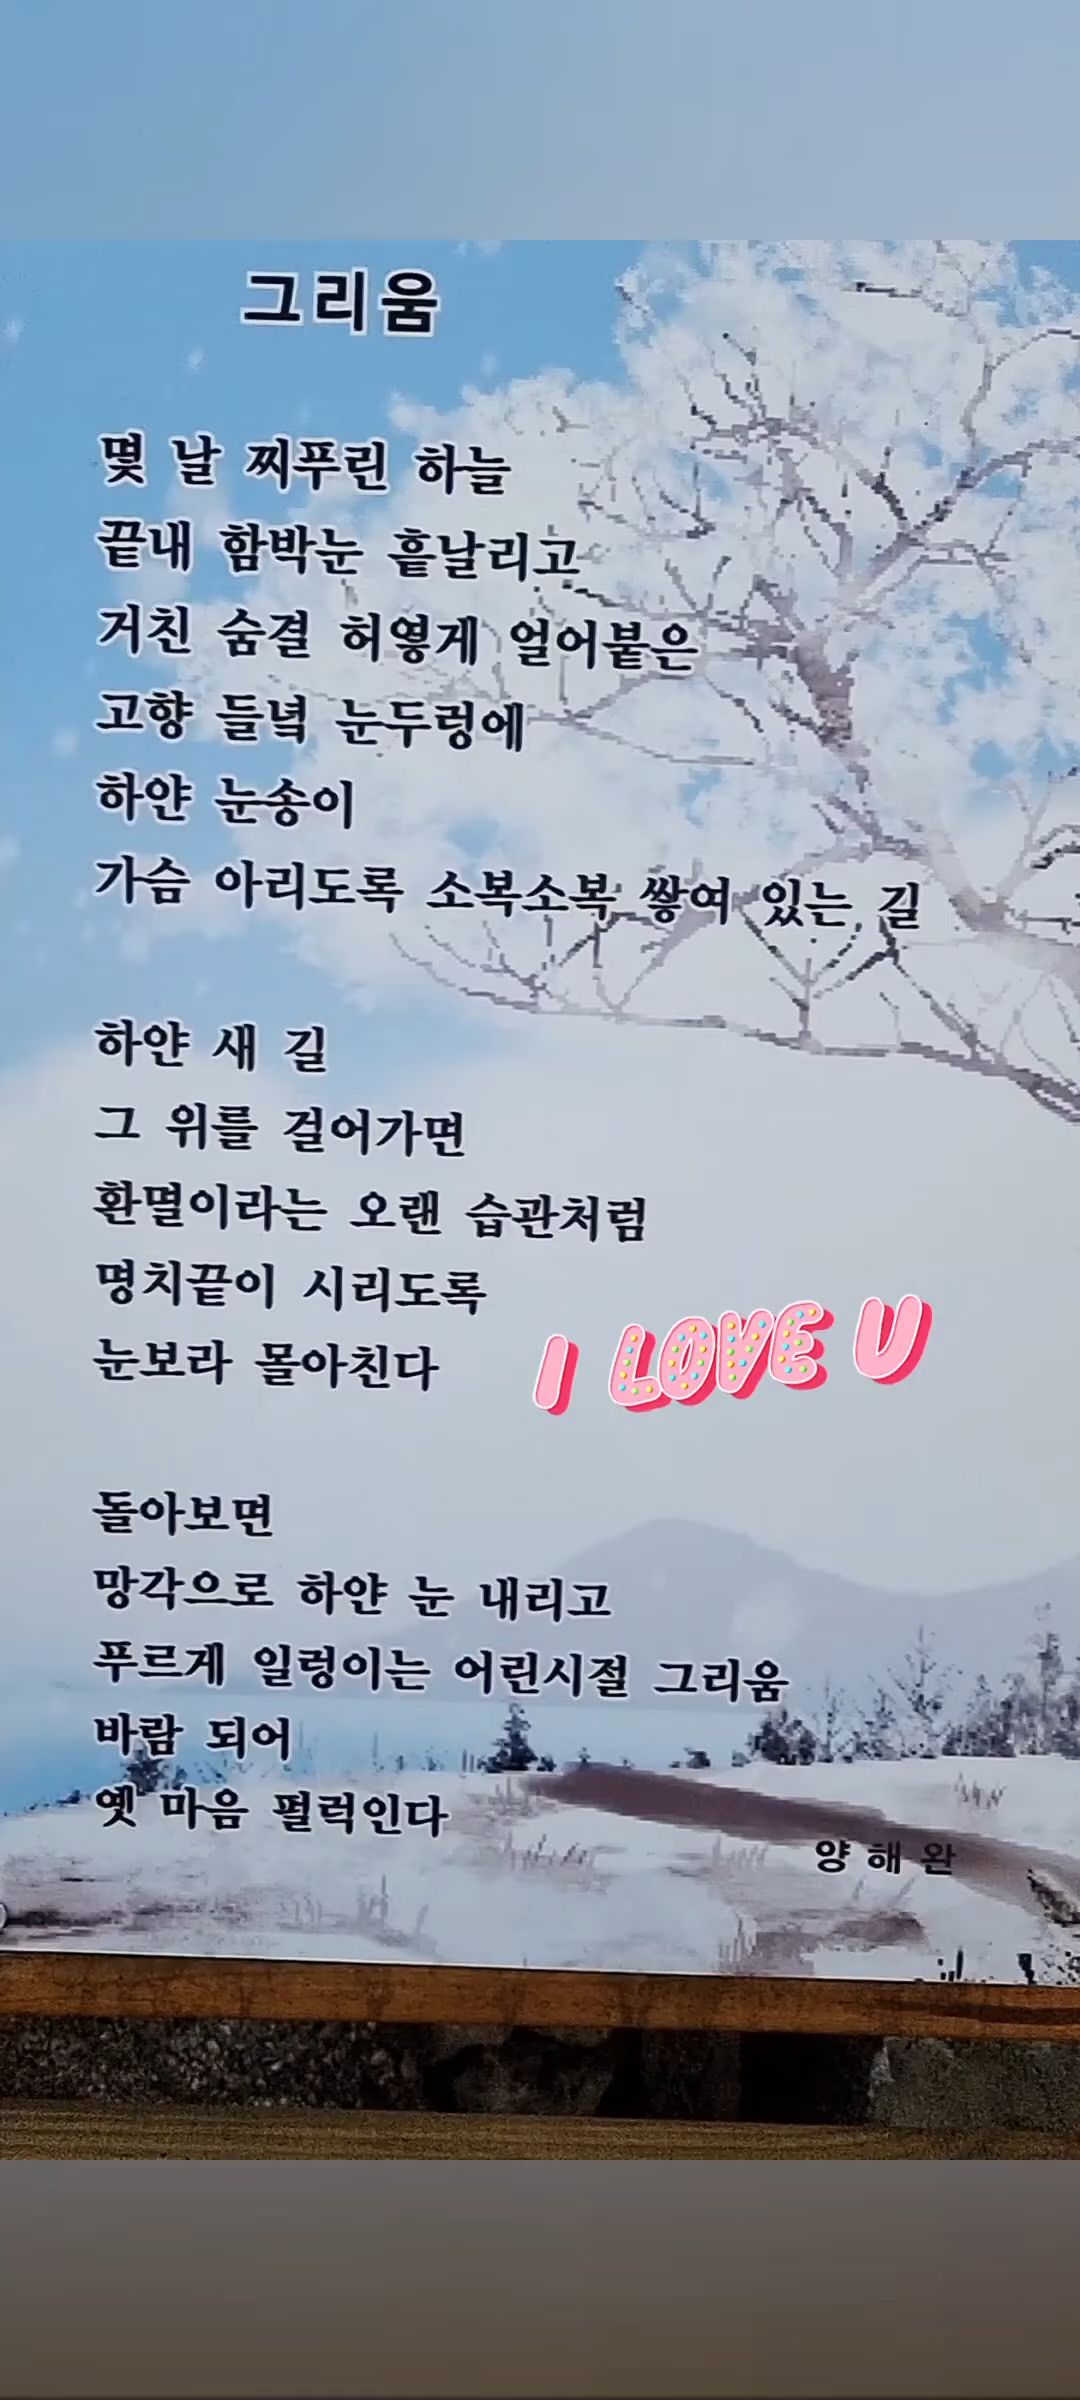 그리움
몇 날 찌푸린 하늘
끝내 함박눈 흩날리고
거친 숨결 허옇게 얼어붙은
고향 들녘 눈두렁에
하얀 눈송이
가슴 아리도록 소복소복 쌓여 있는 길
하얀 새 길
그 위를 걸어가면
환멸이라는 오랜 습관처럼
명치끝이 시리도록
눈보라 몰아친다
I LOVE U
돌아보면
망각으로 하얀 눈 내리고
푸르게 일렁이는 어린시절 그리움
바람 되어
옛 마음 펄럭인다
양해완